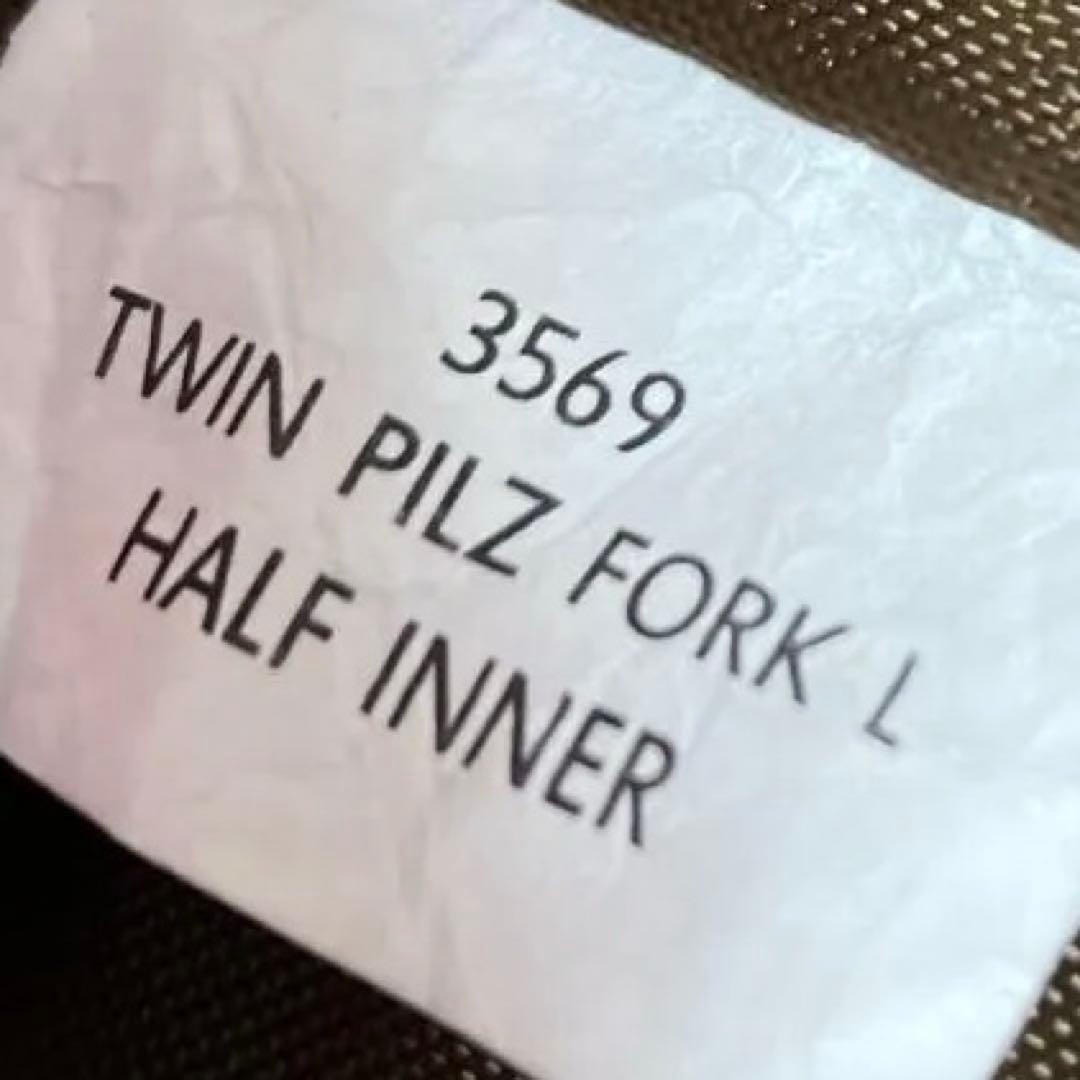 3569
TWIN PILZ FORK L
HALF INNER